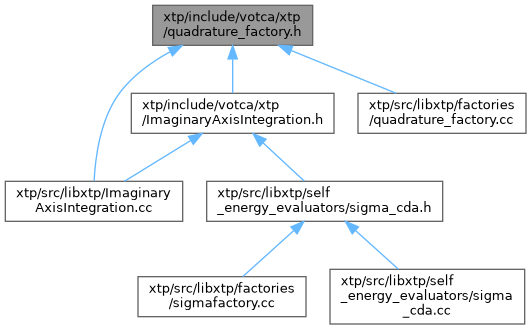 xtp/include/votca/xtp
/quadrature_factory.h
xtp/include/votca/xtp
/ImaginaryAxisIntegration.h
xtp/src/libxtp/factories
/quadrature_factory.cc
xtp/src/libxtp/Imaginary
AxisIntegration.cc
xtp/src/libxtp/self
_energy_evaluators/sigma_cda.h
xtp/src/libxtp/factories
/sigmafactory.cc
xtp/src/libxtp/self
_energy_evaluators/sigma
_cda.cc